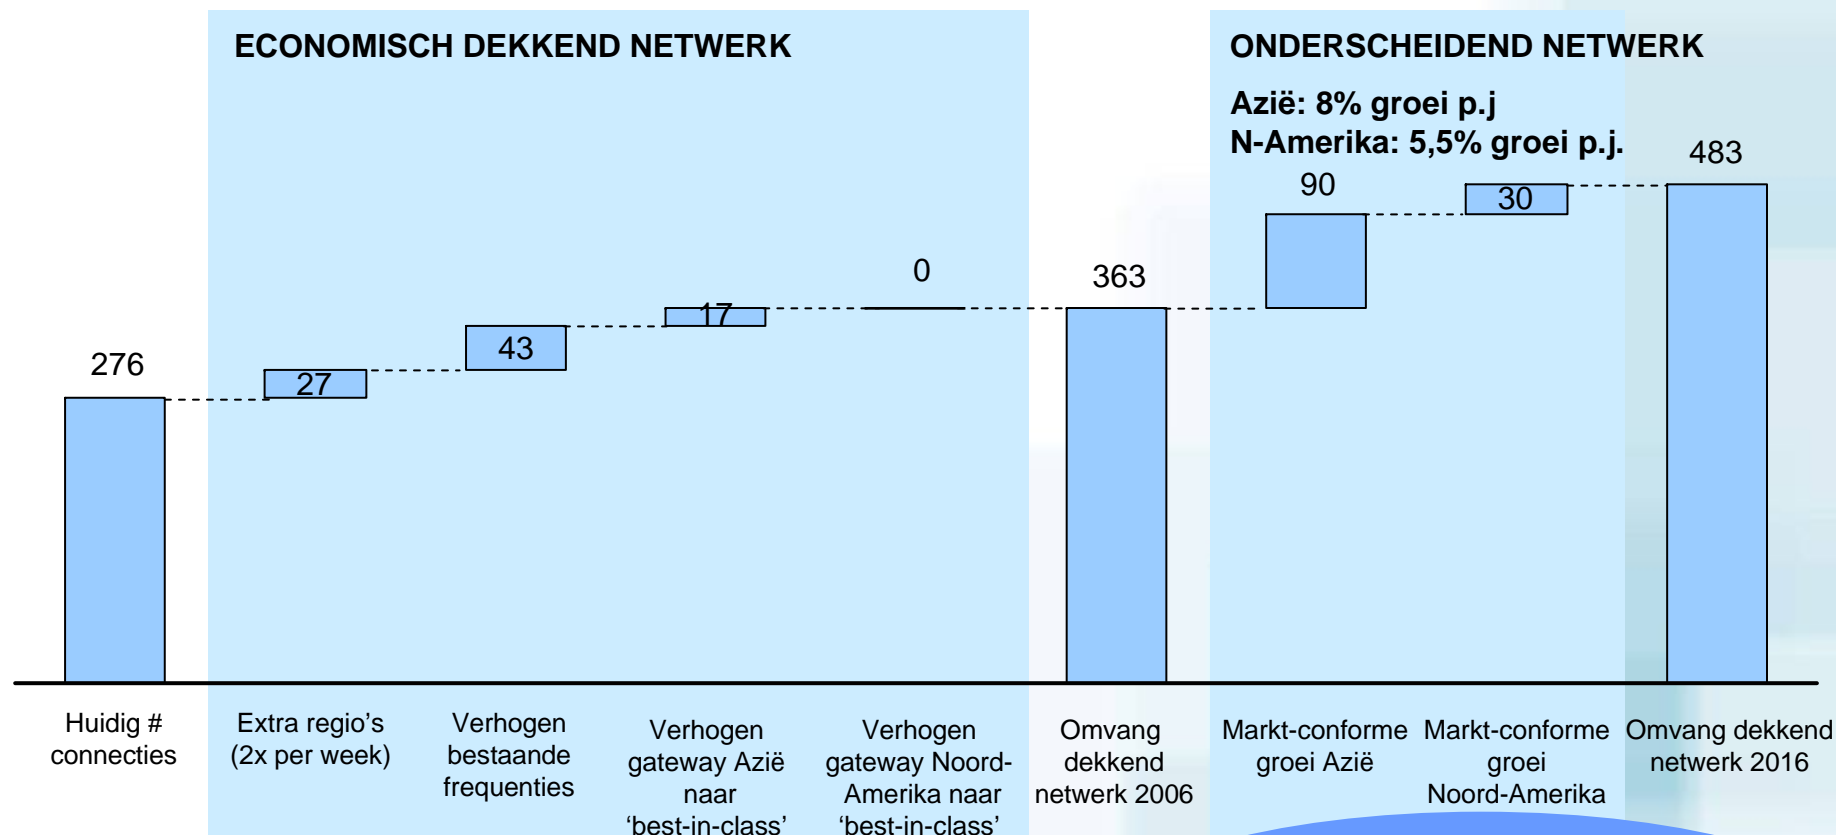 ECONOMISCH DEKKEND NETWERK
ONDERSCHEIDEND NETWERK
Azië: 8% groei p.j
N-Amerika: 5,5% groei p.j.
276
27
43
17
0
363
90
30
483
Huidig #
connecties
Extra regio’s
(2x per week)
Verhogen
bestaande
frequenties
Verhogen
gateway Azië
naar
‘best-in-class’
Verhogen
gateway Noord-
Amerika naar
‘best-in-class’
Omvang
dekkend
netwerk 2006
Markt-conforme
groei Azië
Markt-conforme
groei
Noord-Amerika
Omvang dekkend
netwerk 2016